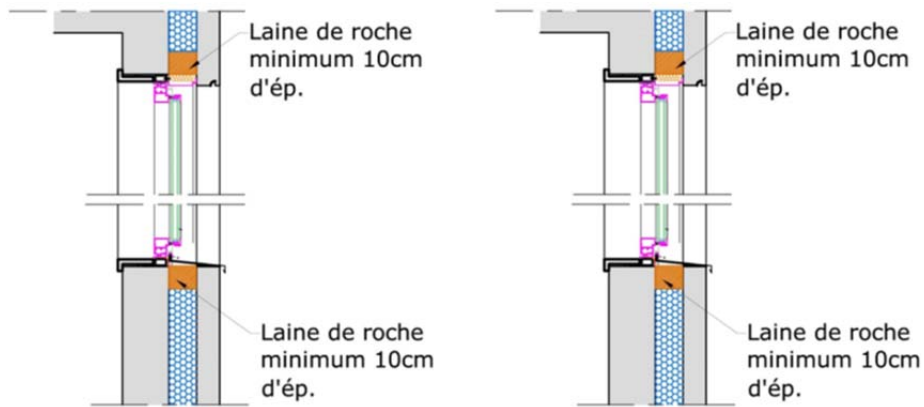 Laine de roche
minimum 10cm
d'ép.
Laine de roche
minimum 10cm
d'ép.
Laine de roche
minimum 10cm
d'ép.
Laine de roche
minimum 10cm
d'ép.